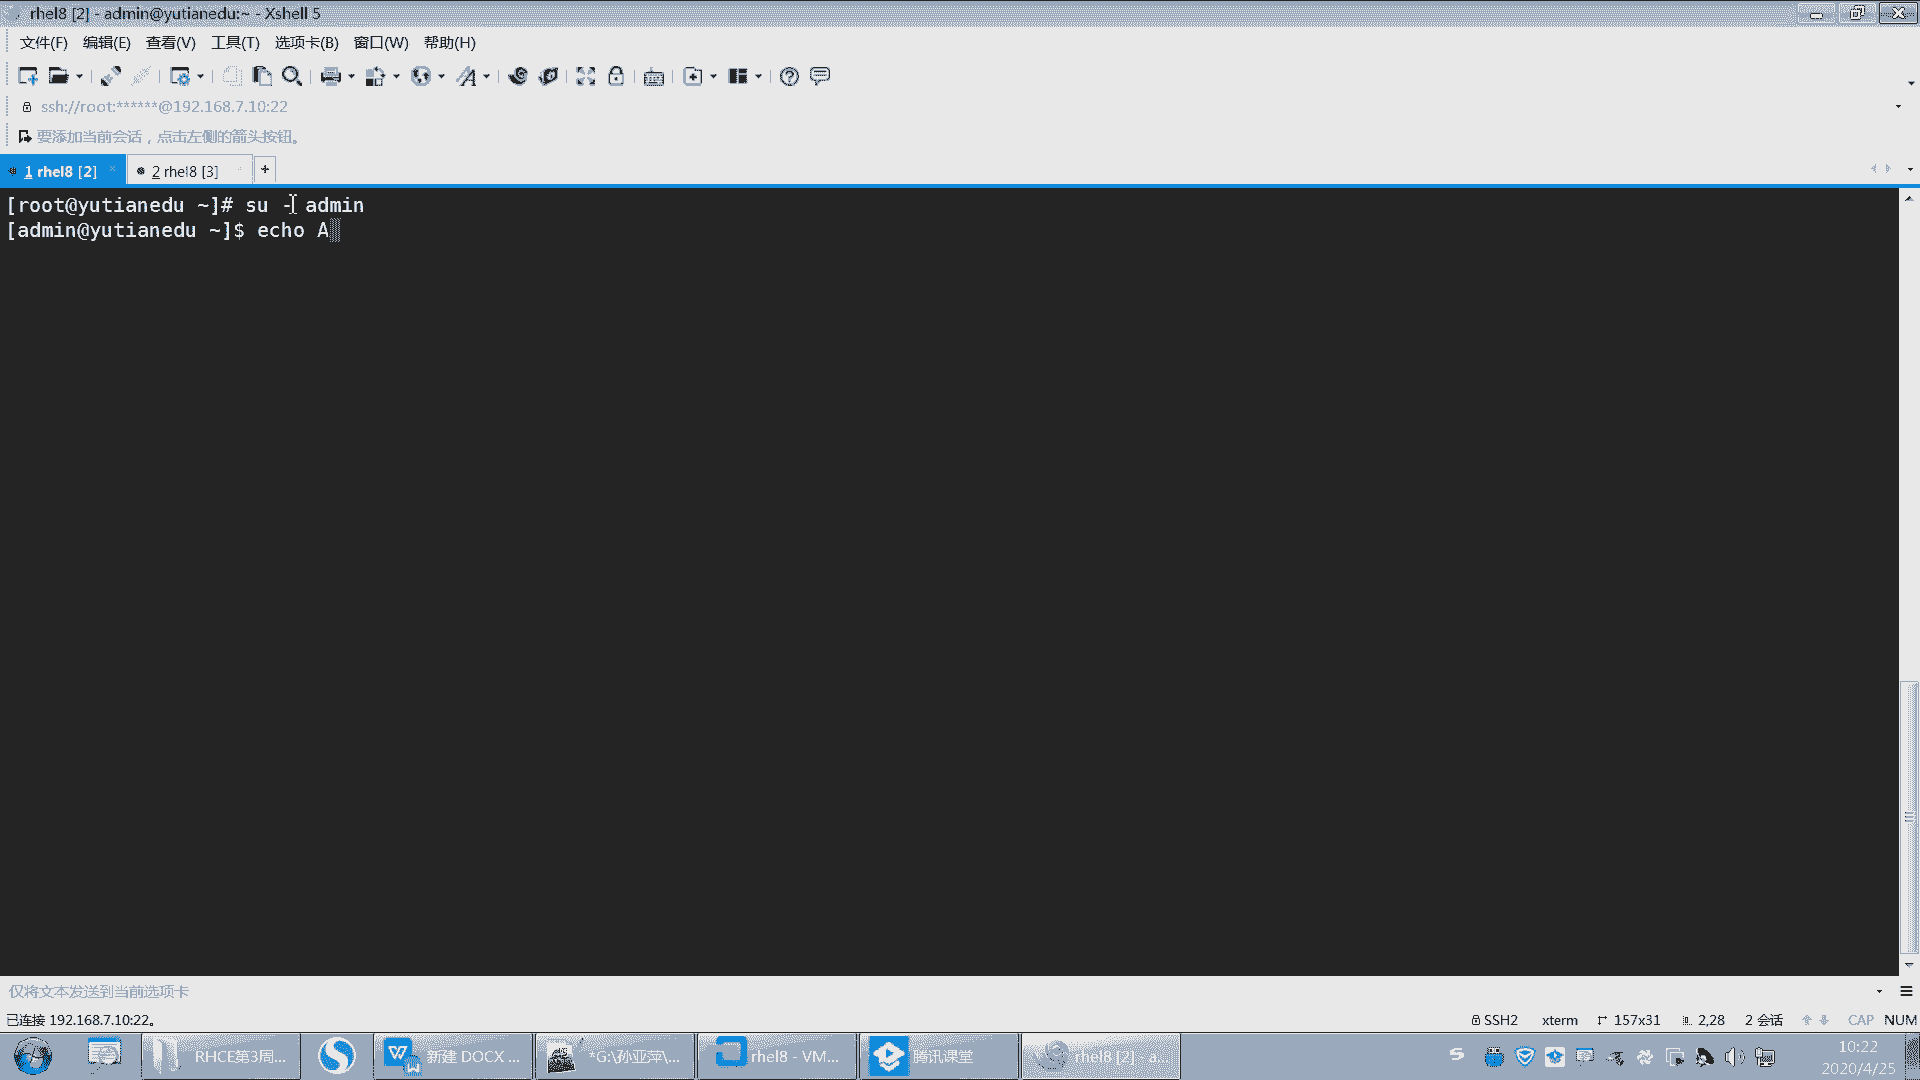 rhel8 [2] - admin@yutianedu:~ - Xshell 5
文件(F) 编辑(E) 查看(V) 工具(T) 选项卡(B) 窗口(W) 帮助(H)
ssh://root:******@192.168.7.10:22
要添加当前会话，点击左侧的箭头按钮。
1 rhel8 [2] × 2 rhel8 [3] +
[root@yutianedu ~]# su - admin
[admin@yutianedu ~]$ echo A
仅将文本发送到当前选项卡
已连接 192.168.7.10:22。 SSH2 xterm 157x31 2,28 2 会话 CAP NUM
RHCE第3周... 新建 DOCX ... *G:\孙亚萍\... rhel8 - VM... 腾讯课堂 rhel8 [2] - a... 10:22
2020/4/25